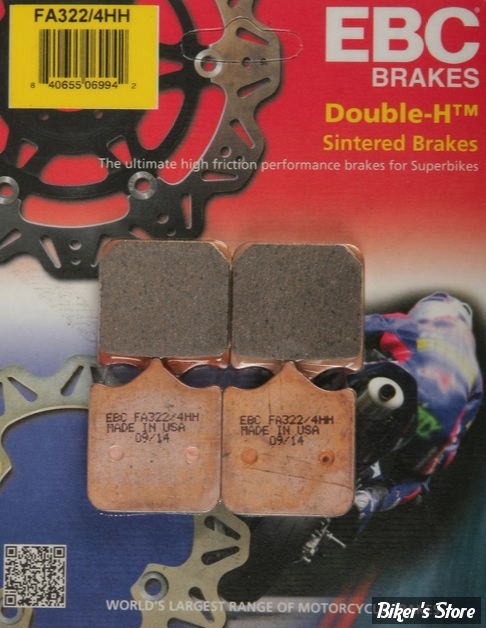 FA322/4HH
8 40655 06994 2
EBC
BRAKES
Double-H™
Sintered Brakes
The ultimate high friction performance brakes for Superbikes
EBC FA322/4HH
MADE IN USA
09/14
EBC FA322/4HH
MADE IN USA
09/14
WORLD'S LARGEST RANGE OF MOTORCYCLE
Biker's Store